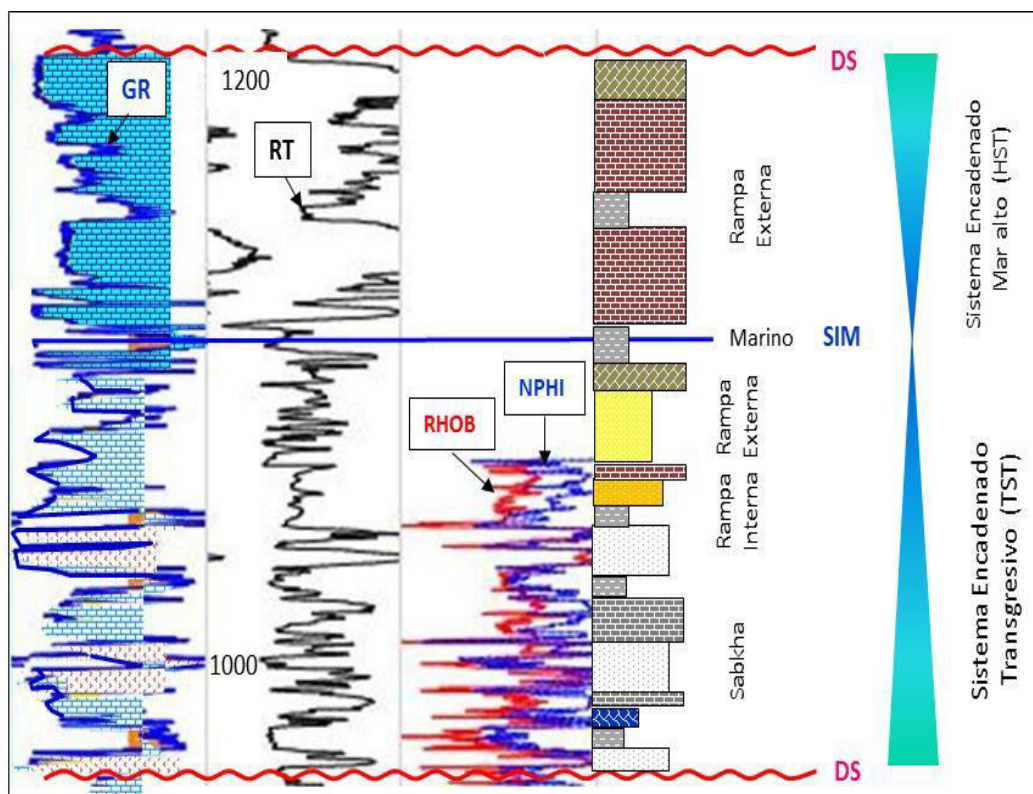 DS
1200
GR
RT
Rampa
Externa
Sistema Encadenado
Mar alto (HST)
Marino
SIM
NPHI
RHOB
Rampa
Externa
Rampa
Interna
Sabkha
1000
Sistema Encadenado
Transgresivo (TST)
DS